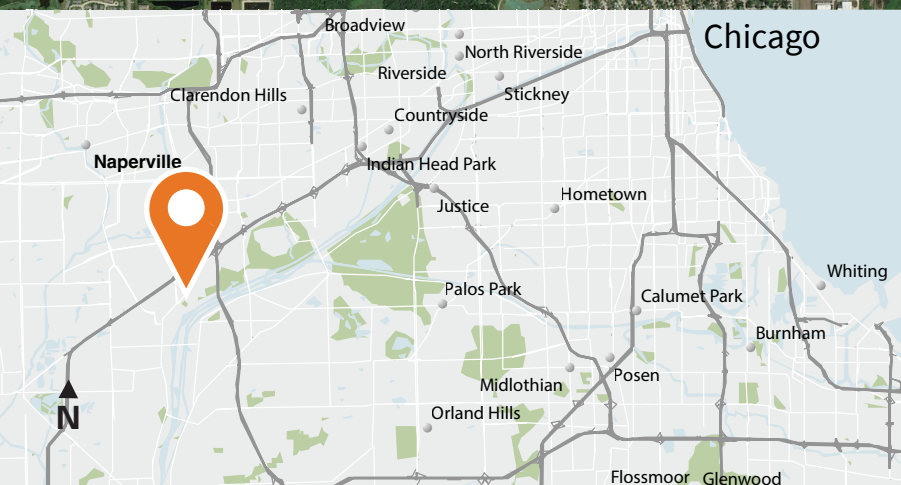 Broadview
Chicago
North Riverside
Riverside
Stickney
Clarendon Hills
Countyside
Naperville
Indian Head Park
Hometown
Justice
Whiting
Palos Park
Calumet Park
Burnham
Posen
Midlothian
Orland Hills
N
Flossmoor
Glenwood